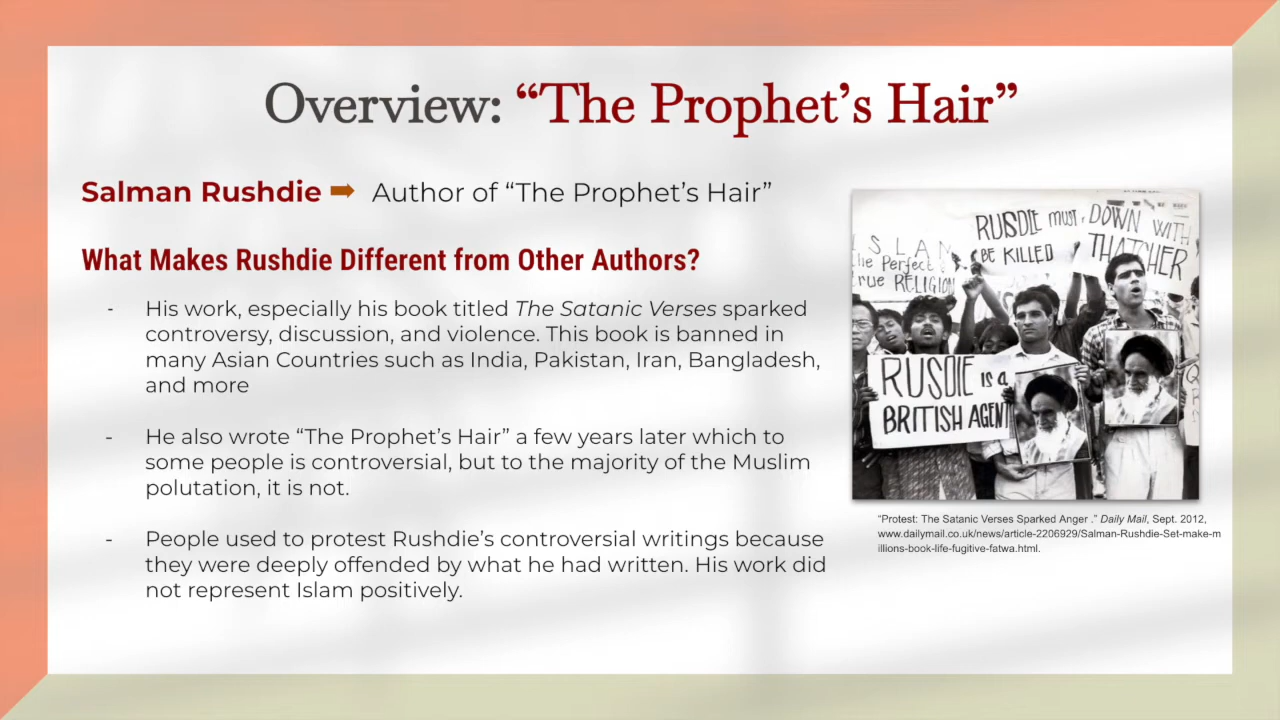 Overview: “The Prophet’s Hair”
Salman Rushdie ➡ Author of “The Prophet’s Hair”
What Makes Rushdie Different from Other Authors?
- His work, especially his book titled The Satanic Verses sparked
controversy, discussion, and violence. This book is banned in
many Asian Countries such as India, Pakistan, Iran, Bangladesh,
and more
- He also wrote “The Prophet’s Hair” a few years later which to
some people is controversial, but to the majority of the Muslim
polutation, it is not.
- People used to protest Rushdie’s controversial writings because
they were deeply offended by what he had written. His work did
not represent Islam positively.
ISLAM
the Perfect &
True RELIGION
RUSDIE MUST
BE KILLED
DOWN WITH
THATCHER
RUSDIE IS A
BRITISH AGENT
“Protest: The Satanic Verses Sparked Anger .” Daily Mail, Sept. 2012,
www.dailymail.co.uk/news/article-2206929/Salman-Rushdie-Set-make-m
illions-book-life-fugitive-fatwa.html.